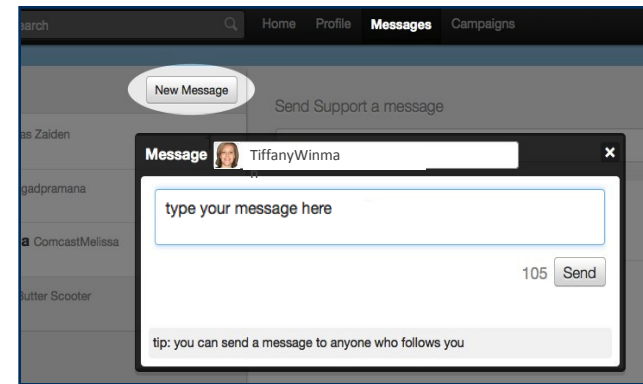 earch Home Profile Messages Campaigns
New Message
Send Support a message
as Zaiden
Message TiffanyWinma
gadpramana
type your message here
a ComcastMelissa
105 Send
Butter Scooter
tip: you can send a message to anyone who follows you